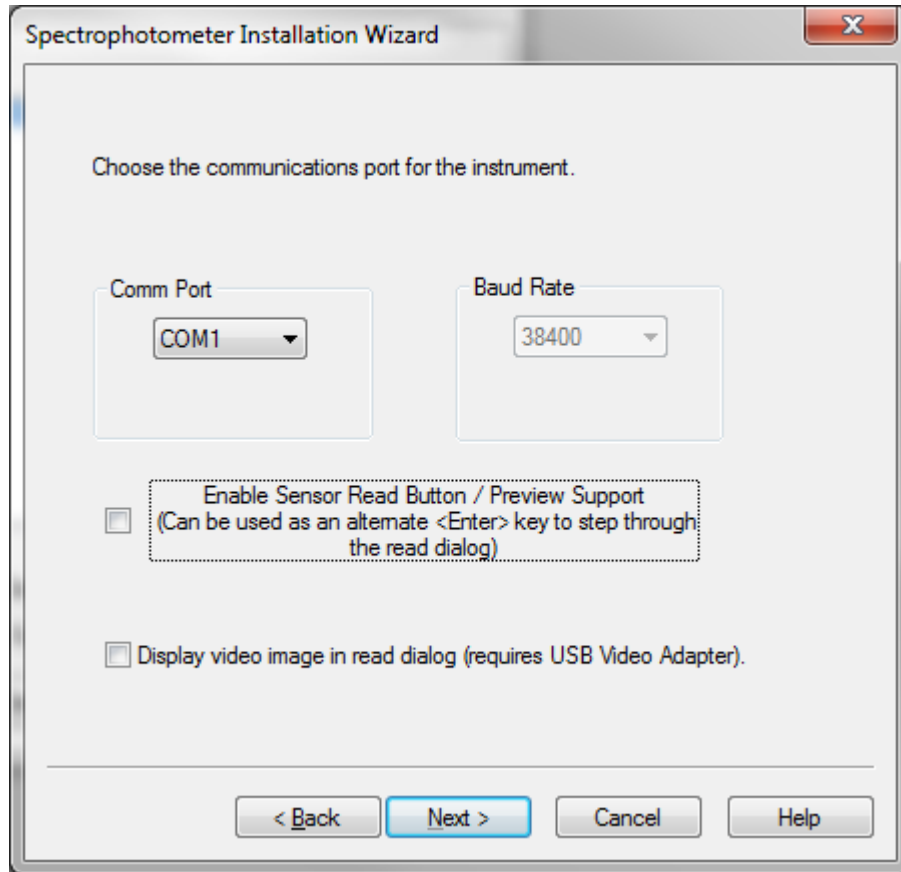 Spectrophotometer Installation Wizard
Choose the communications port for the instrument.
Comm Port
Baud Rate
COM1
38400
Enable Sensor Read Button / Preview Support
(Can be used as an alternate <Enter> key to step through
the read dialog)
Display video image in read dialog (requires USB Video Adapter).
< Back
Next >
Cancel
Help